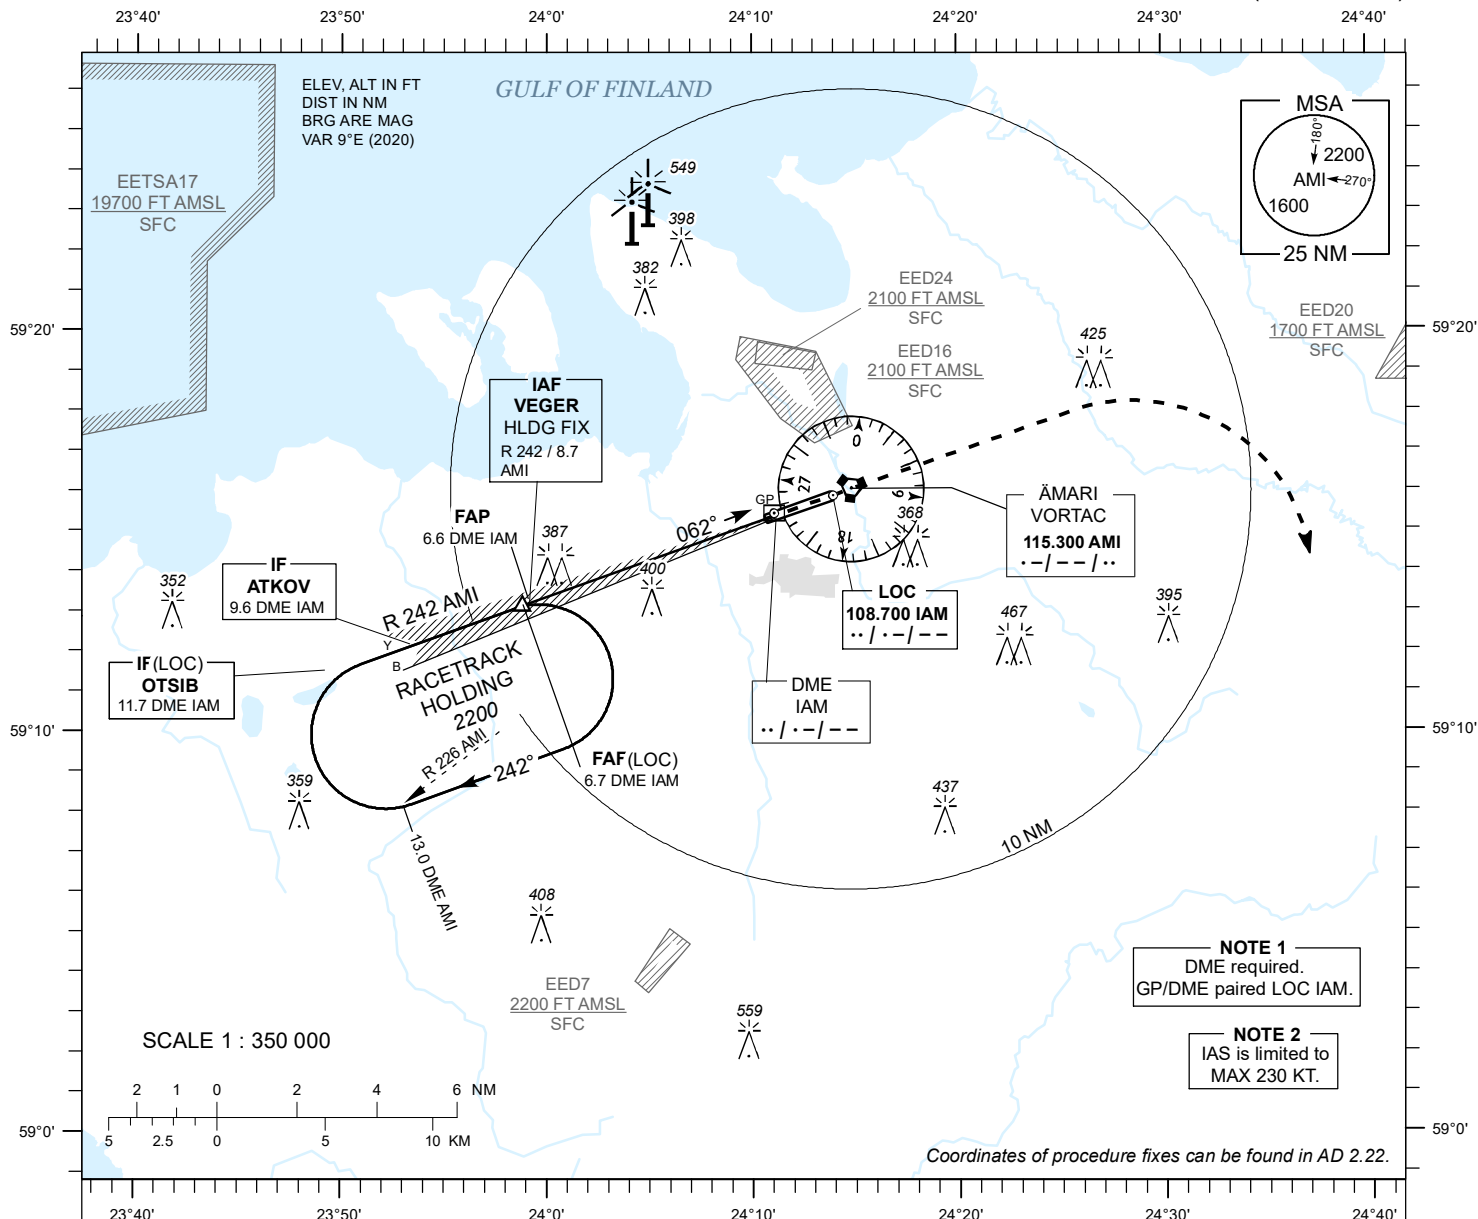 23°40'
23°50'
24°0'
24°10'
24°20'
24°30'
24°40'
ELEV, ALT IN FT
DIST IN NM
BRG ARE MAG
VAR 9°E (2020)
GULF OF FINLAND
MSA
180°
2200
AMI
270°
1600
25 NM
EETSA17
19700 FT AMSL
SFC
549
398
382
EED24
2100 FT AMSL
SFC
EED16
2100 FT AMSL
SFC
EED20
1700 FT AMSL
SFC
59°20'
59°20'
425
IAF
VEGER
HLDG FIX
R 242 / 8.7
AMI
0
27
9
18
GP
ÄMARI
VORTAC
115.300 AMI
·–/––/··
FAP
6.6 DME IAM
062°
368
387
400
IF
ATKOV
9.6 DME IAM
352
R 242 AMI
Y
B
LOC
108.700 IAM
··/·–/––
395
467
IF(LOC)
OTSIB
11.7 DME IAM
RACETRACK
HOLDING
2200
R 226 AMI
242°
DME
IAM
··/·–/––
59°10'
59°10'
FAF(LOC)
6.7 DME IAM
359
437
10 NM
13.0 DME AMI
408
EED7
2200 FT AMSL
SFC
559
NOTE 1
DME required.
GP/DME paired LOC IAM.
NOTE 2
IAS is limited to
MAX 230 KT.
SCALE 1 : 350 000
2 1 0 2 4 6 NM
5 2.5 0 5 10 KM
59°0'
59°0'
Coordinates of procedure fixes can be found in AD 2.22.
23°40'
23°50'
24°0'
24°10'
24°20'
24°30'
24°40'